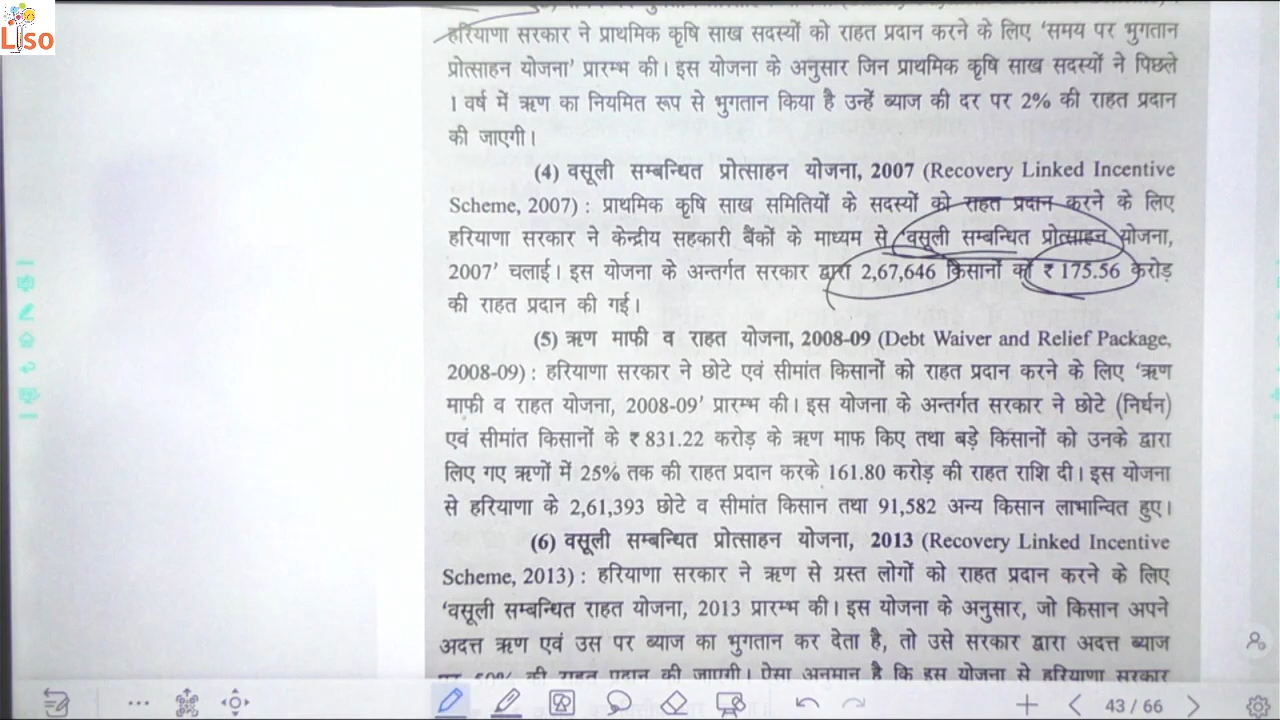 Liso
हरियाणा सरकार ने प्राथमिक कृषि साख सदस्यों को राहत प्रदान करने के लिए ‘समय पर भुगतान
प्रोत्साहन योजना’ प्रारम्भ की। इस योजना के अनुसार जिन प्राथमिक कृषि साख सदस्यों ने पिछले
1 वर्ष में ऋण का नियमित रूप से भुगतान किया है उन्हें ब्याज की दर पर 2% की राहत प्रदान
की जाएगी।
(4) वसूली सम्बन्धित प्रोत्साहन योजना, 2007 (Recovery Linked Incentive
Scheme, 2007) : प्राथमिक कृषि साख समितियों के सदस्यों को राहत प्रदान करने के लिए
हरियाणा सरकार ने केन्द्रीय सहकारी बैंकों के माध्यम से ‘वसूली सम्बन्धित प्रोत्साहन योजना,
2007’ चलाई। इस योजना के अन्तर्गत सरकार द्वारा 2,67,646 किसानों को ₹ 175.56 करोड़
की राहत प्रदान की गई।
(5) ऋण माफी व राहत योजना, 2008-09 (Debt Waiver and Relief Package,
2008-09) : हरियाणा सरकार ने छोटे एवं सीमांत किसानों को राहत प्रदान करने के लिए ‘ऋण
माफी व राहत योजना, 2008-09’ प्रारम्भ की। इस योजना के अन्तर्गत सरकार ने छोटे (निर्धन)
एवं सीमांत किसानों के ₹ 831.22 करोड़ के ऋण माफ किए तथा बड़े किसानों को उनके द्वारा
लिए गए ऋणों में 25% तक की राहत प्रदान करके 161.80 करोड़ की राहत राशि दी। इस योजना
से हरियाणा के 2,61,393 छोटे व सीमांत किसान तथा 91,582 अन्य किसान लाभान्वित हुए।
(6) वसूली सम्बन्धित प्रोत्साहन योजना, 2013 (Recovery Linked Incentive
Scheme, 2013) : हरियाणा सरकार ने ऋण से ग्रस्त लोगों को राहत प्रदान करने के लिए
‘वसूली सम्बन्धित राहत योजना, 2013 प्रारम्भ की। इस योजना के अनुसार, जो किसान अपने
अदत्त ऋण एवं उस पर ब्याज का भुगतान कर देता है, तो उसे सरकार द्वारा अदत्त ब्याज
की राहत प्रदान की जाएगी। ऐसा अनुमान है कि इस योजना से हरियाणा सरकार
43 / 66